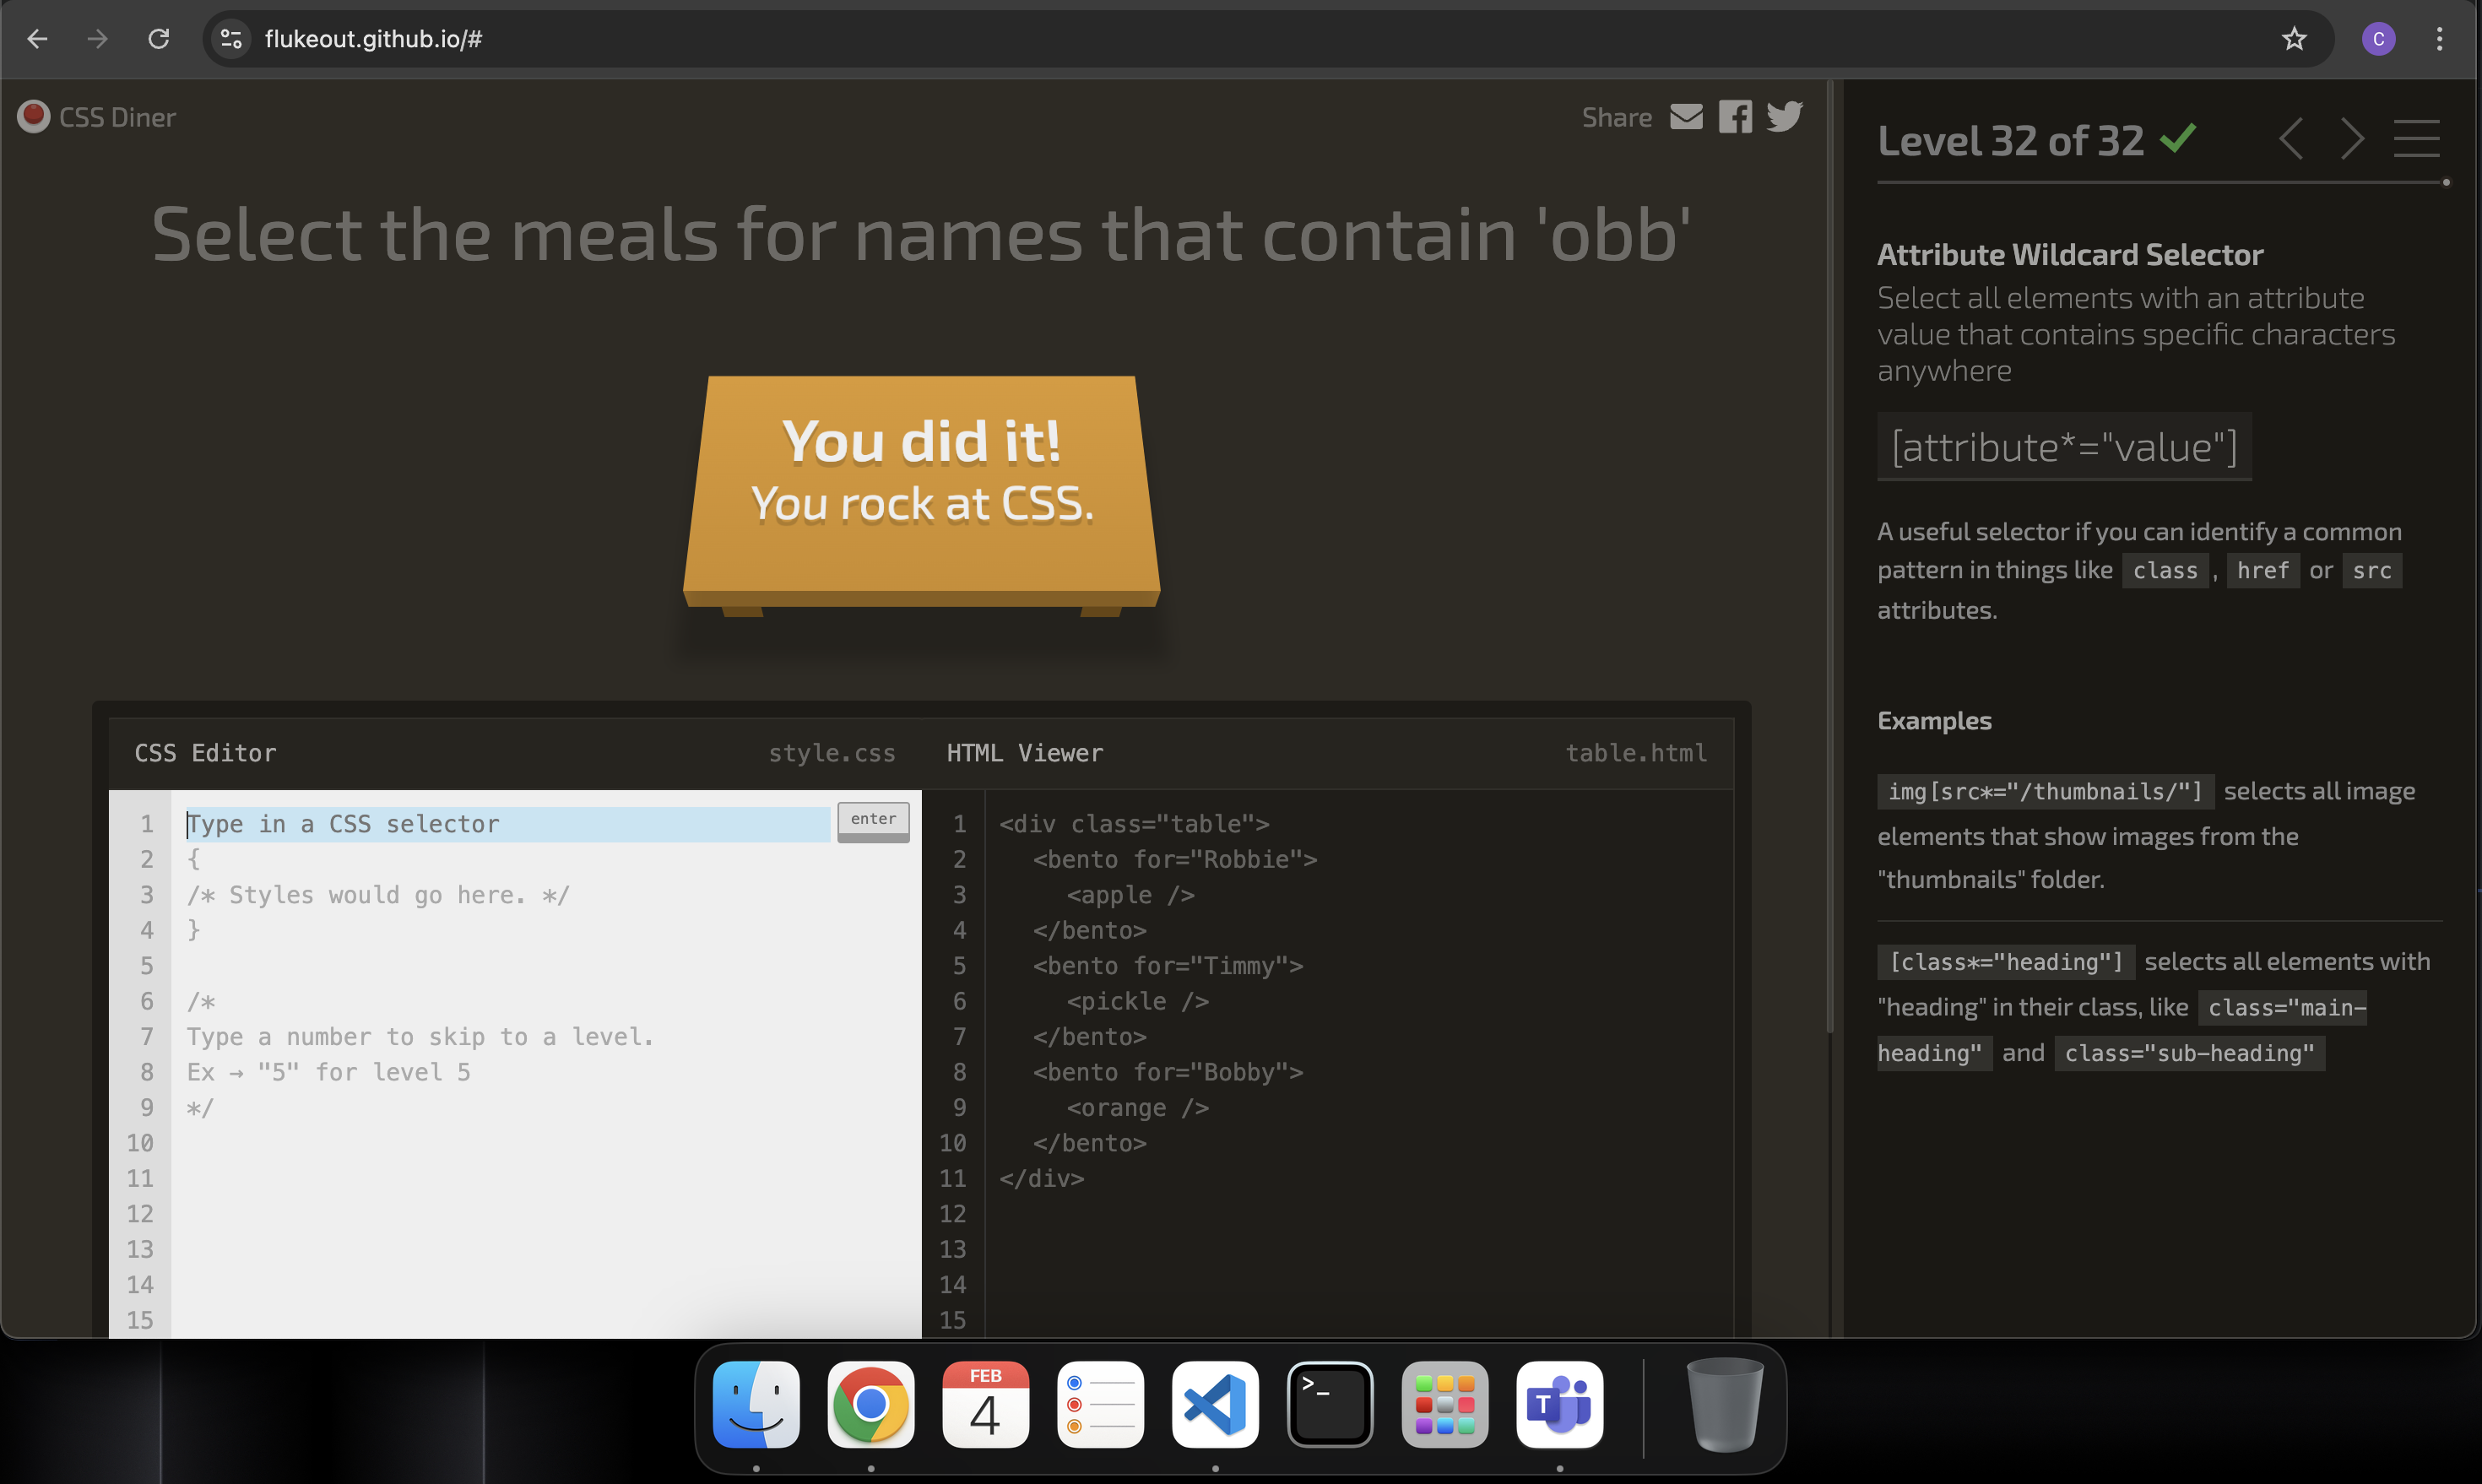 flukeout.github.io/#
C
CSS Diner
Share
Select the meals for names that contain 'obb'
You did it!
You rock at CSS.
CSS Editor style.css
1 Type in a CSS selector enter
2 {
3 /* Styles would go here. */
4 }
5
6 /*
7 Type a number to skip to a level.
8 Ex → "5" for level 5
9 */
10
11
12
13
14
15
HTML Viewer table.html
1 <div class="table">
2 <bento for="Robbie">
3 <apple />
4 </bento>
5 <bento for="Timmy">
6 <pickle />
7 </bento>
8 <bento for="Bobby">
9 <orange />
10 </bento>
11 </div>
12
13
14
15
Level 32 of 32
Attribute Wildcard Selector
Select all elements with an attribute
value that contains specific characters
anywhere
[attribute*="value"]
A useful selector if you can identify a common
pattern in things like class , href or src
attributes.
Examples
img[src*="/thumbnails/"] selects all image
elements that show images from the
"thumbnails" folder.
[class*="heading"] selects all elements with
"heading" in their class, like class="main-
heading" and class="sub-heading"
FEB
4
>_
T